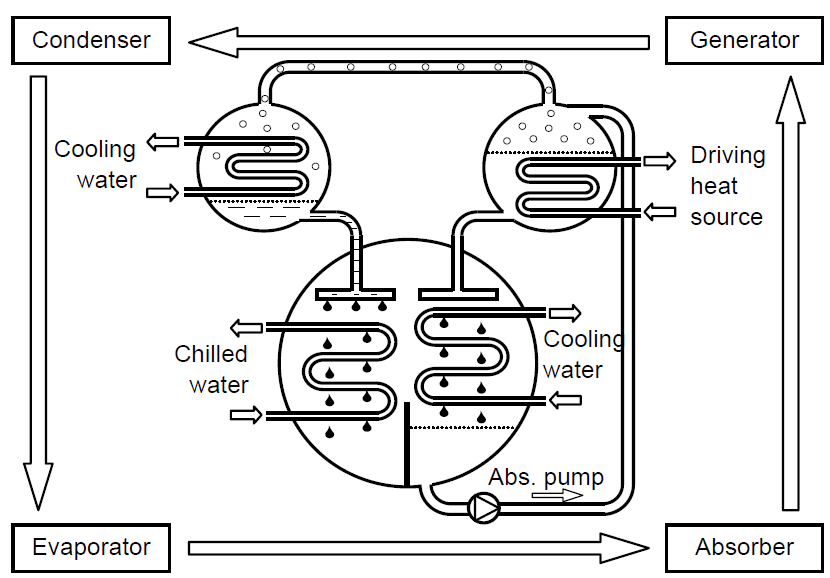 Condenser
Generator
Cooling
water
Driving
heat
source
Chilled
water
Cooling
water
Abs. pump
Evaporator
Absorber